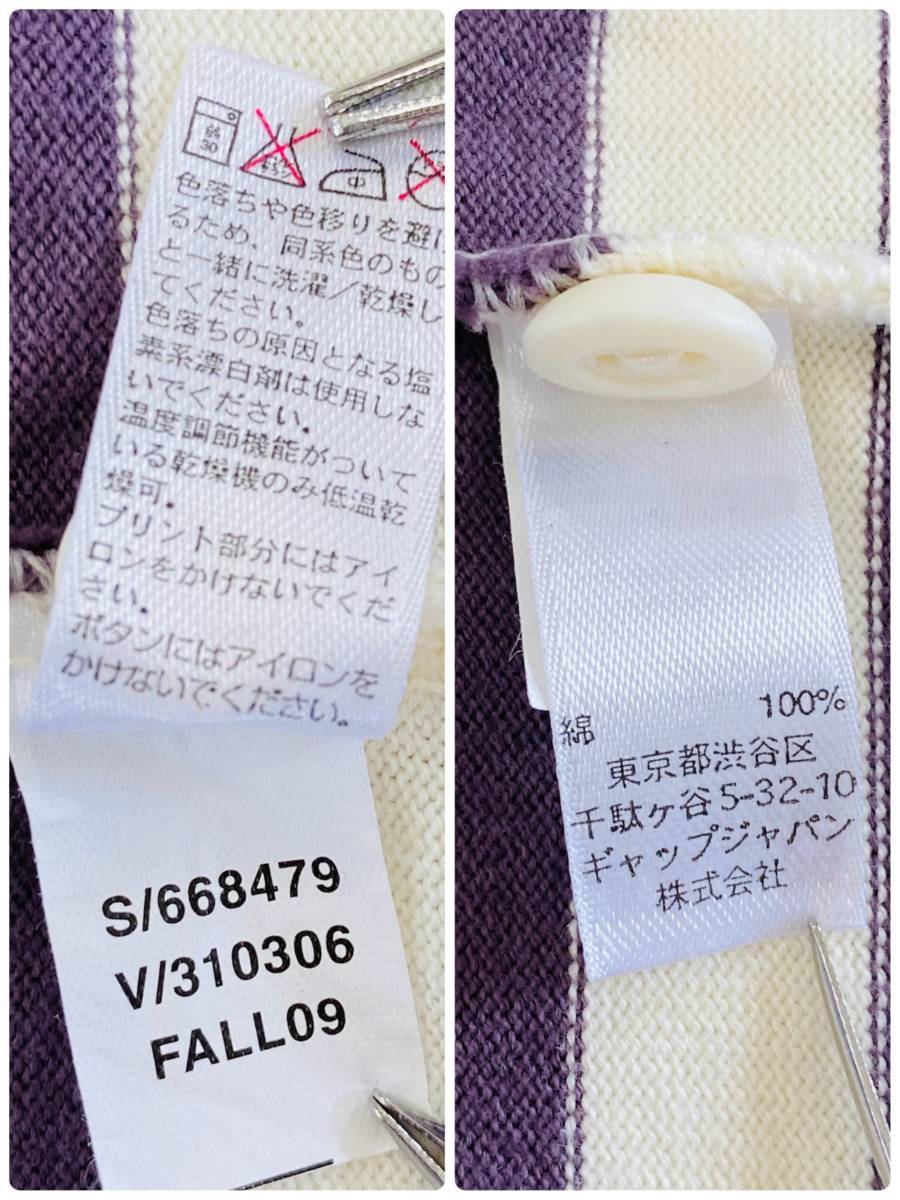 弱
30
中
色落ちや色移りを避け
るため、同系色のもの
と一緒に洗濯/乾燥し
てください。
色落ちの原因となる塩
素系漂白剤は使用しな
いでください。
温度調節機能がついて
いる乾燥機のみ低温乾
燥可。
プリント部分にはアイ
ロンをかけないでくだ
さい。
ボタンにはアイロンを
かけないでください。
S/668479
V/310306
FALL09
綿 100%
東京都渋谷区
千駄ケ谷5-32-10
ギャップジャパン
株式会社